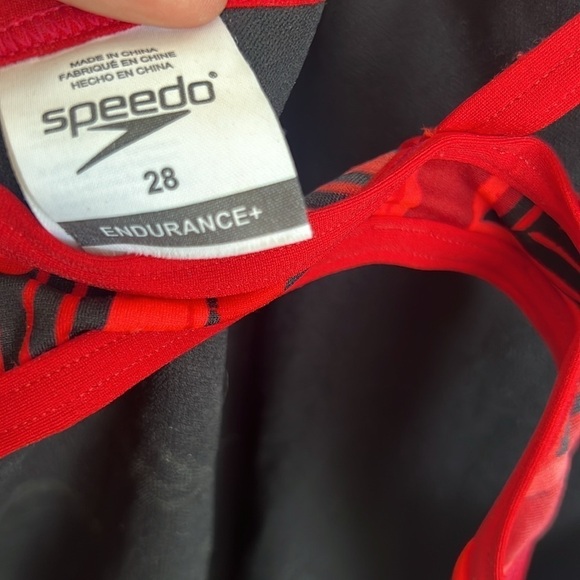 MADE IN CHINA
FABRIQUÉ EN CHINE
HECHO EN CHINA
speedo®
28
ENDURANCE+